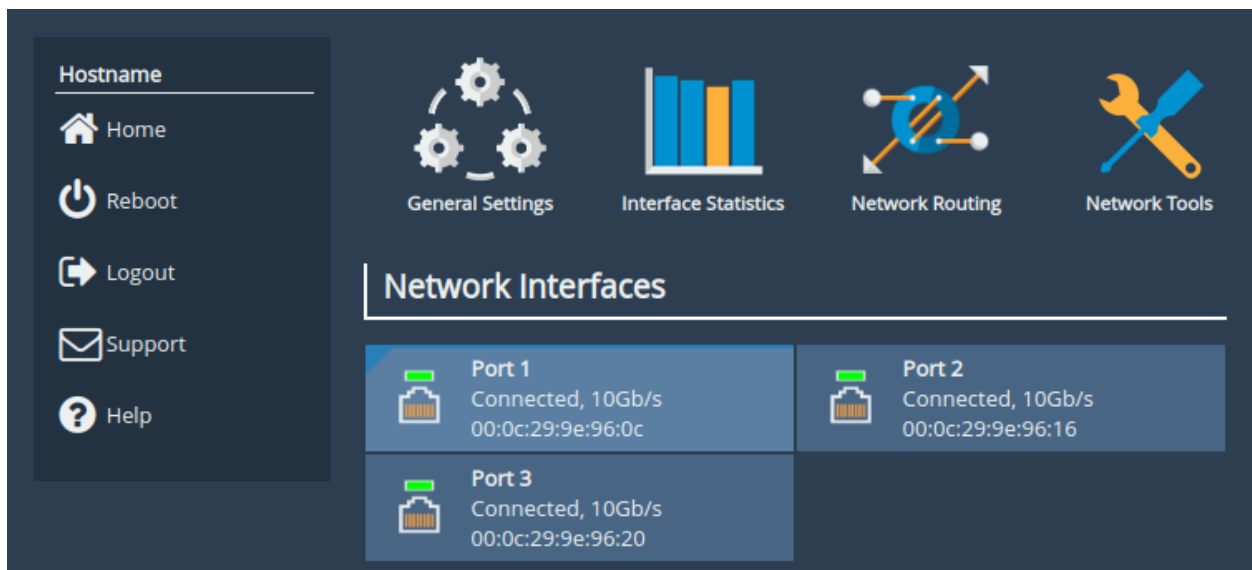 Hostname
Home
Reboot
Logout
Support
Help
General Settings
Interface Statistics
Network Routing
Network Tools
Network Interfaces
Port 1
Connected, 10Gb/s
00:0c:29:9e:96:0c
Port 2
Connected, 10Gb/s
00:0c:29:9e:96:16
Port 3
Connected, 10Gb/s
00:0c:29:9e:96:20